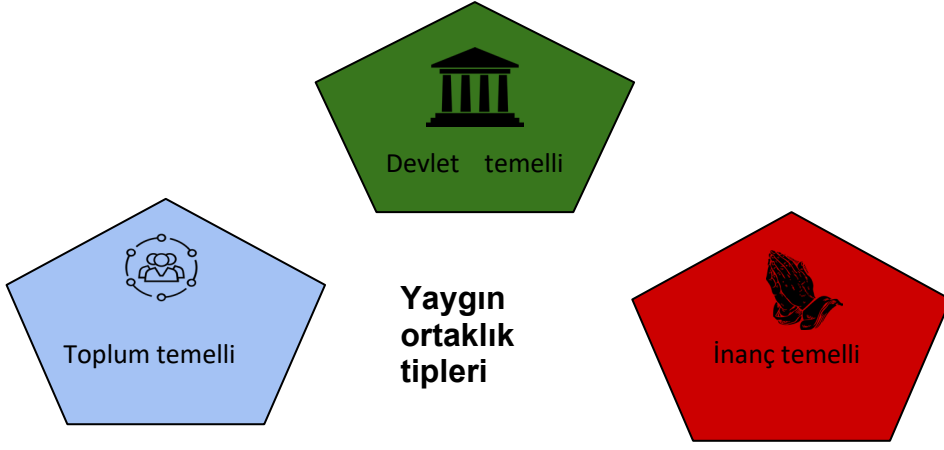 Devlet temelli
Toplum temelli
Yaygın
ortaklık
tipleri
İnanç temelli